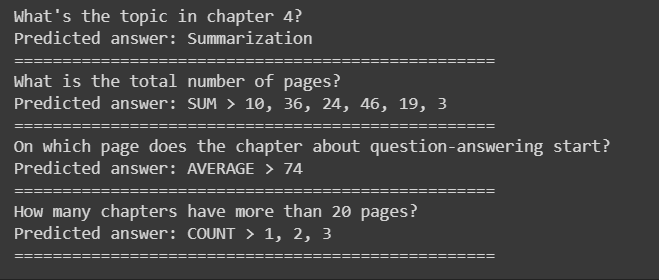 What's the topic in chapter 4?
Predicted answer: Summarization
==================================================
What is the total number of pages?
Predicted answer: SUM > 10, 36, 24, 46, 19, 3
==================================================
On which page does the chapter about question-answering start?
Predicted answer: AVERAGE > 74
==================================================
How many chapters have more than 20 pages?
Predicted answer: COUNT > 1, 2, 3
==================================================